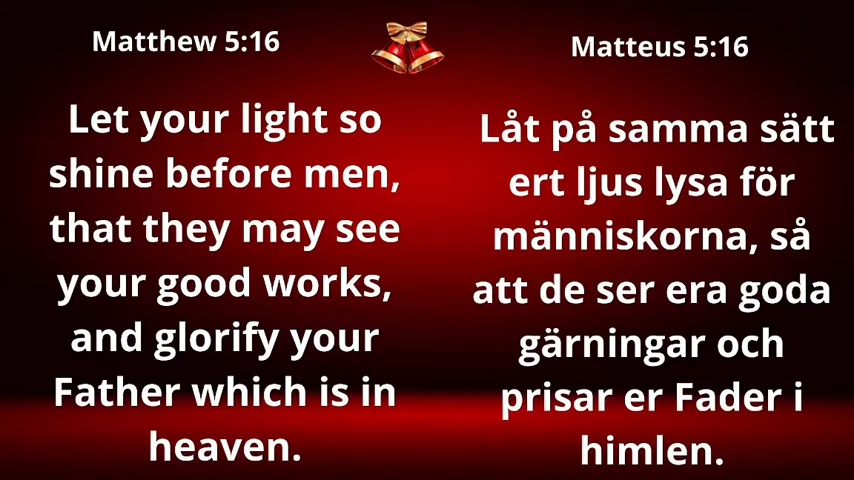 Matthew 5:16
Let your light so
shine before men,
that they may see
your good works,
and glorify your
Father which is in
heaven.
Matteus 5:16
Låt på samma sätt
ert ljus lysa för
människorna, så
att de ser era goda
gärningar och
prisar er Fader i
himlen.